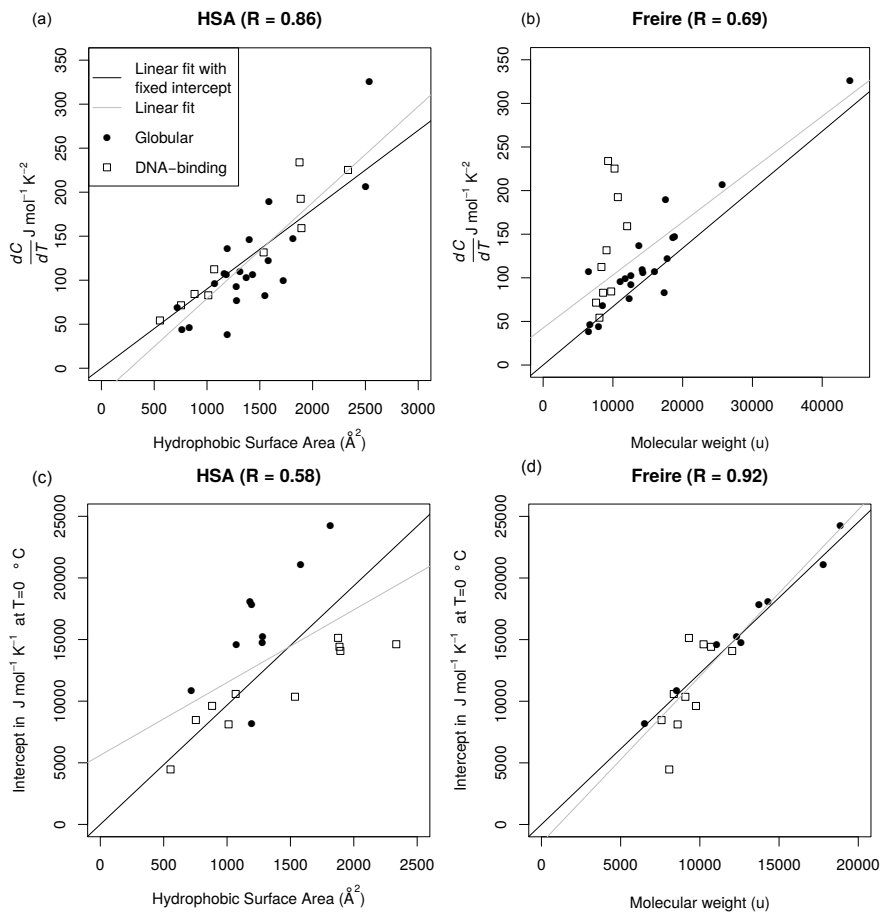 (a)
HSA (R = 0.86)
Linear fit with
fixed intercept
Linear fit
Globular
DNA−binding
350
300
250
200
150
100
50
0
dC
dT
J mol⁻¹ K⁻²
0 500 1000 1500 2000 2500 3000
Hydrophobic Surface Area (Å²)
(b)
Freire (R = 0.69)
350
300
250
200
150
100
50
0
dC
dT
J mol⁻¹ K⁻²
0 10000 20000 30000 40000
Molecular weight (u)
(c)
HSA (R = 0.58)
25000
20000
15000
10000
5000
0
Intercept in J mol⁻¹ K⁻¹ at T=0 ° C
0 500 1000 1500 2000 2500
Hydrophobic Surface Area (Å²)
(d)
Freire (R = 0.92)
25000
20000
15000
10000
5000
0
Intercept in J mol⁻¹ K⁻¹ at T=0 ° C
0 5000 10000 15000 20000
Molecular weight (u)